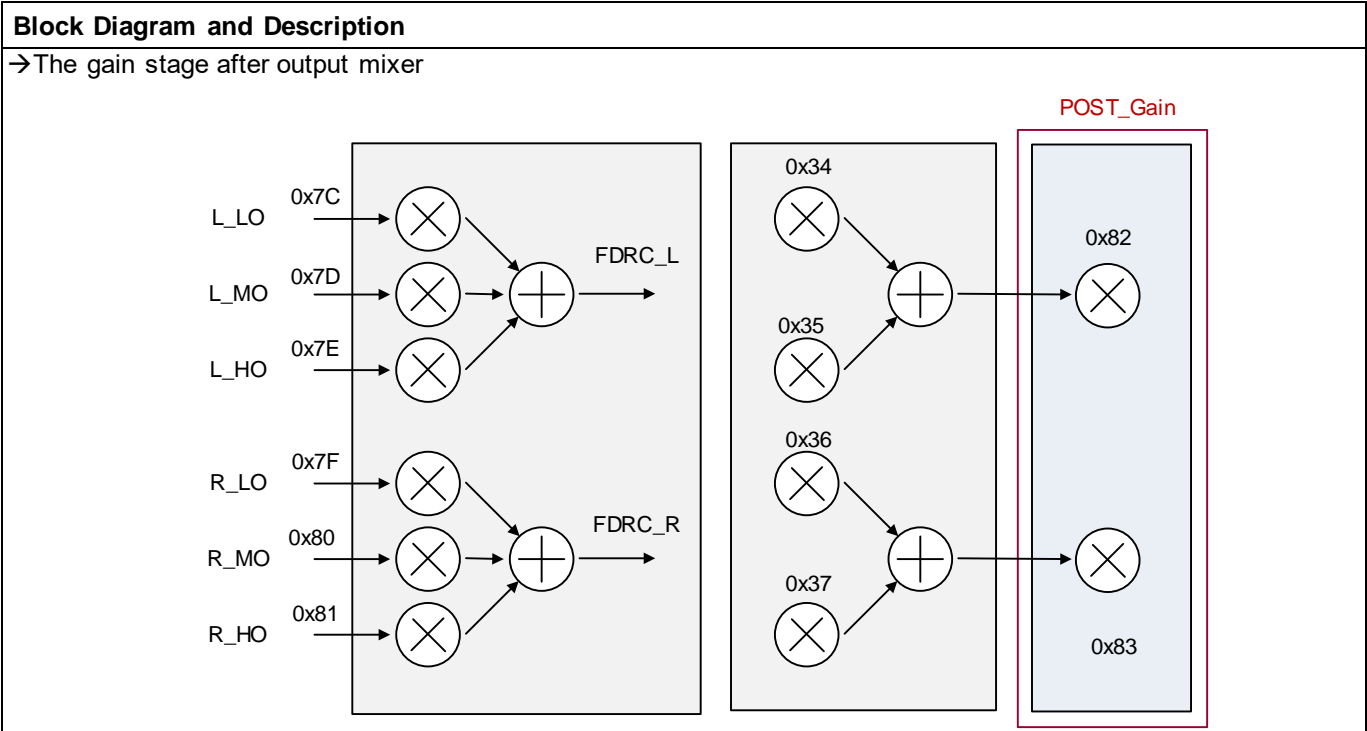 Block Diagram and Description
→The gain stage after output mixer
POST_Gain
0x7C
L_LO
0x7D
L_MO
0x7E
L_HO
FDRC_L
0x7F
R_LO
0x80
R_MO
0x81
R_HO
FDRC_R
0x34
0x35
0x36
0x37
0x82
0x83